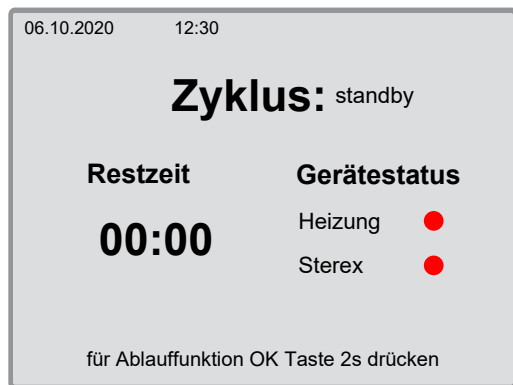 06.10.2020 12:30
Zyklus: standby
Restzeit Gerätestatus
00:00
Heizung
Sterex
für Ablauffunktion OK Taste 2s drücken